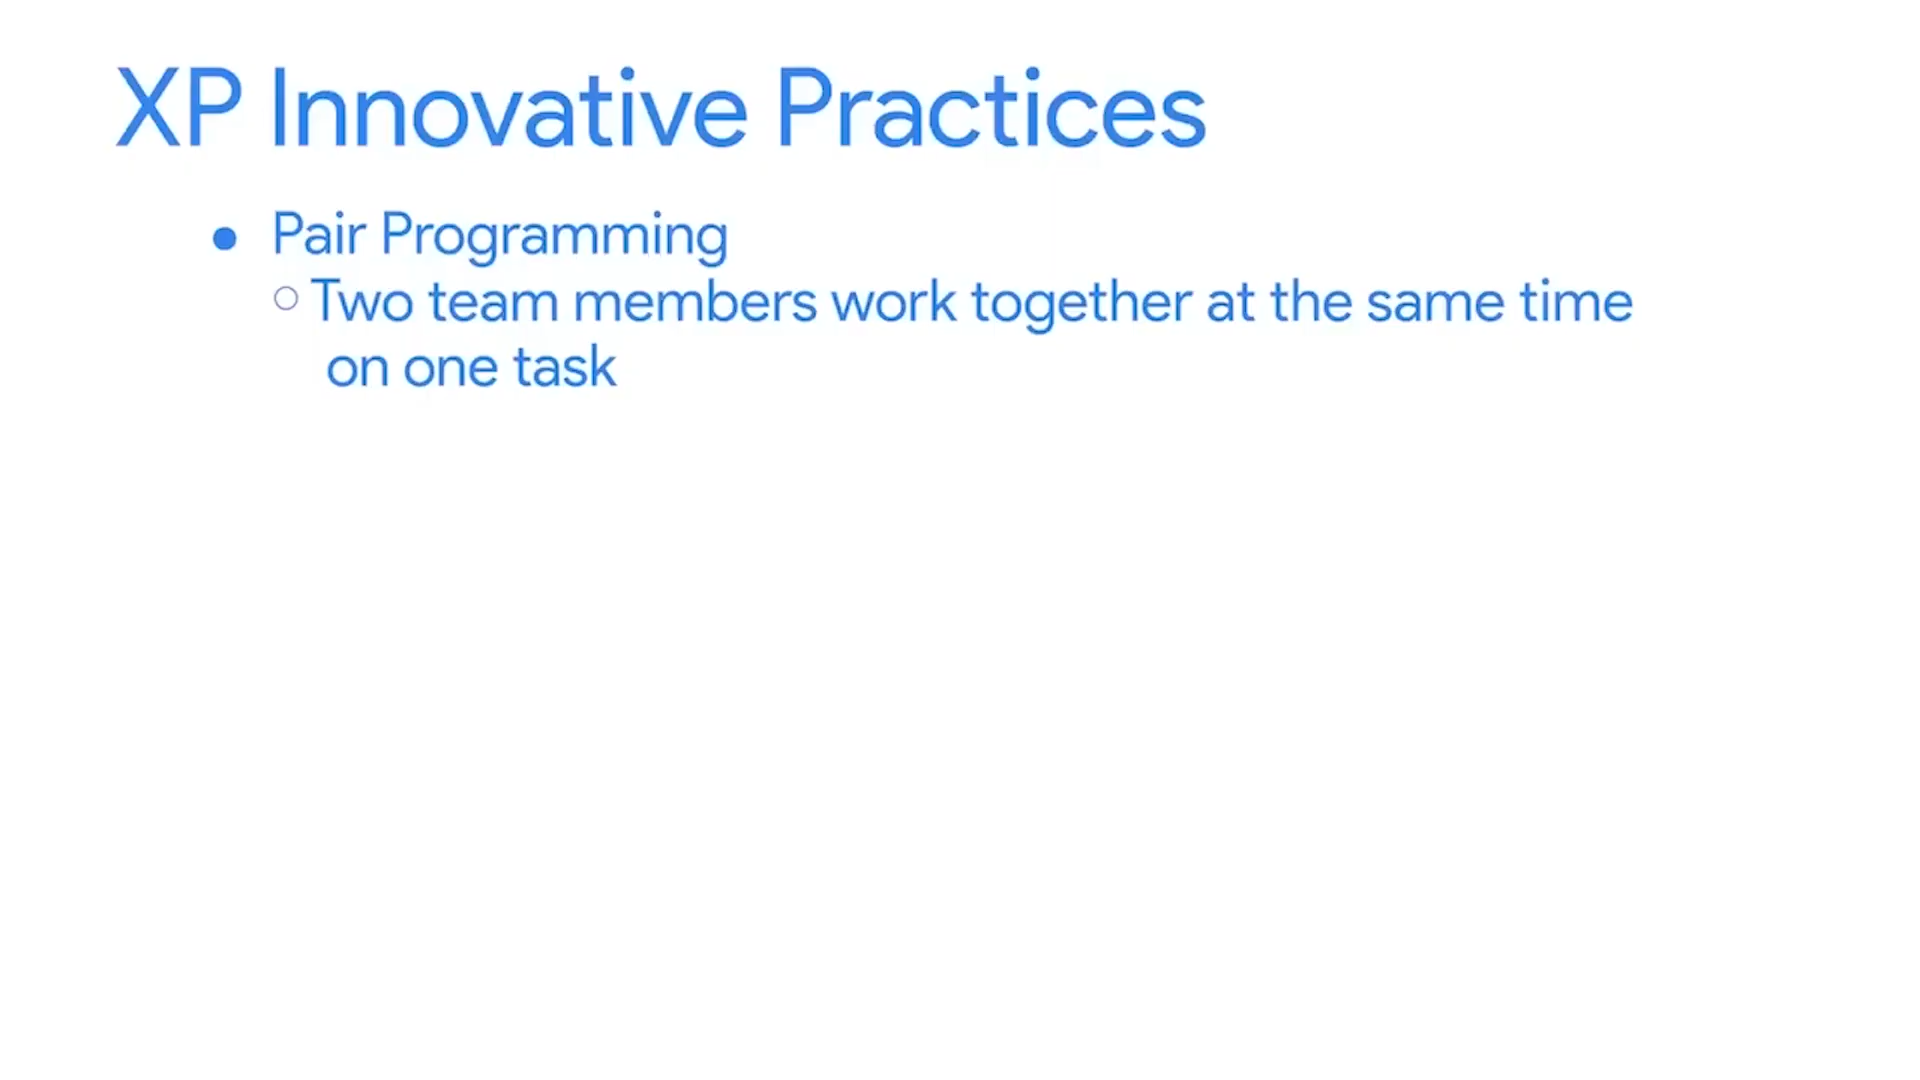 XP Innovative Practices
● Pair Programming
○ Two team members work together at the same time
on one task